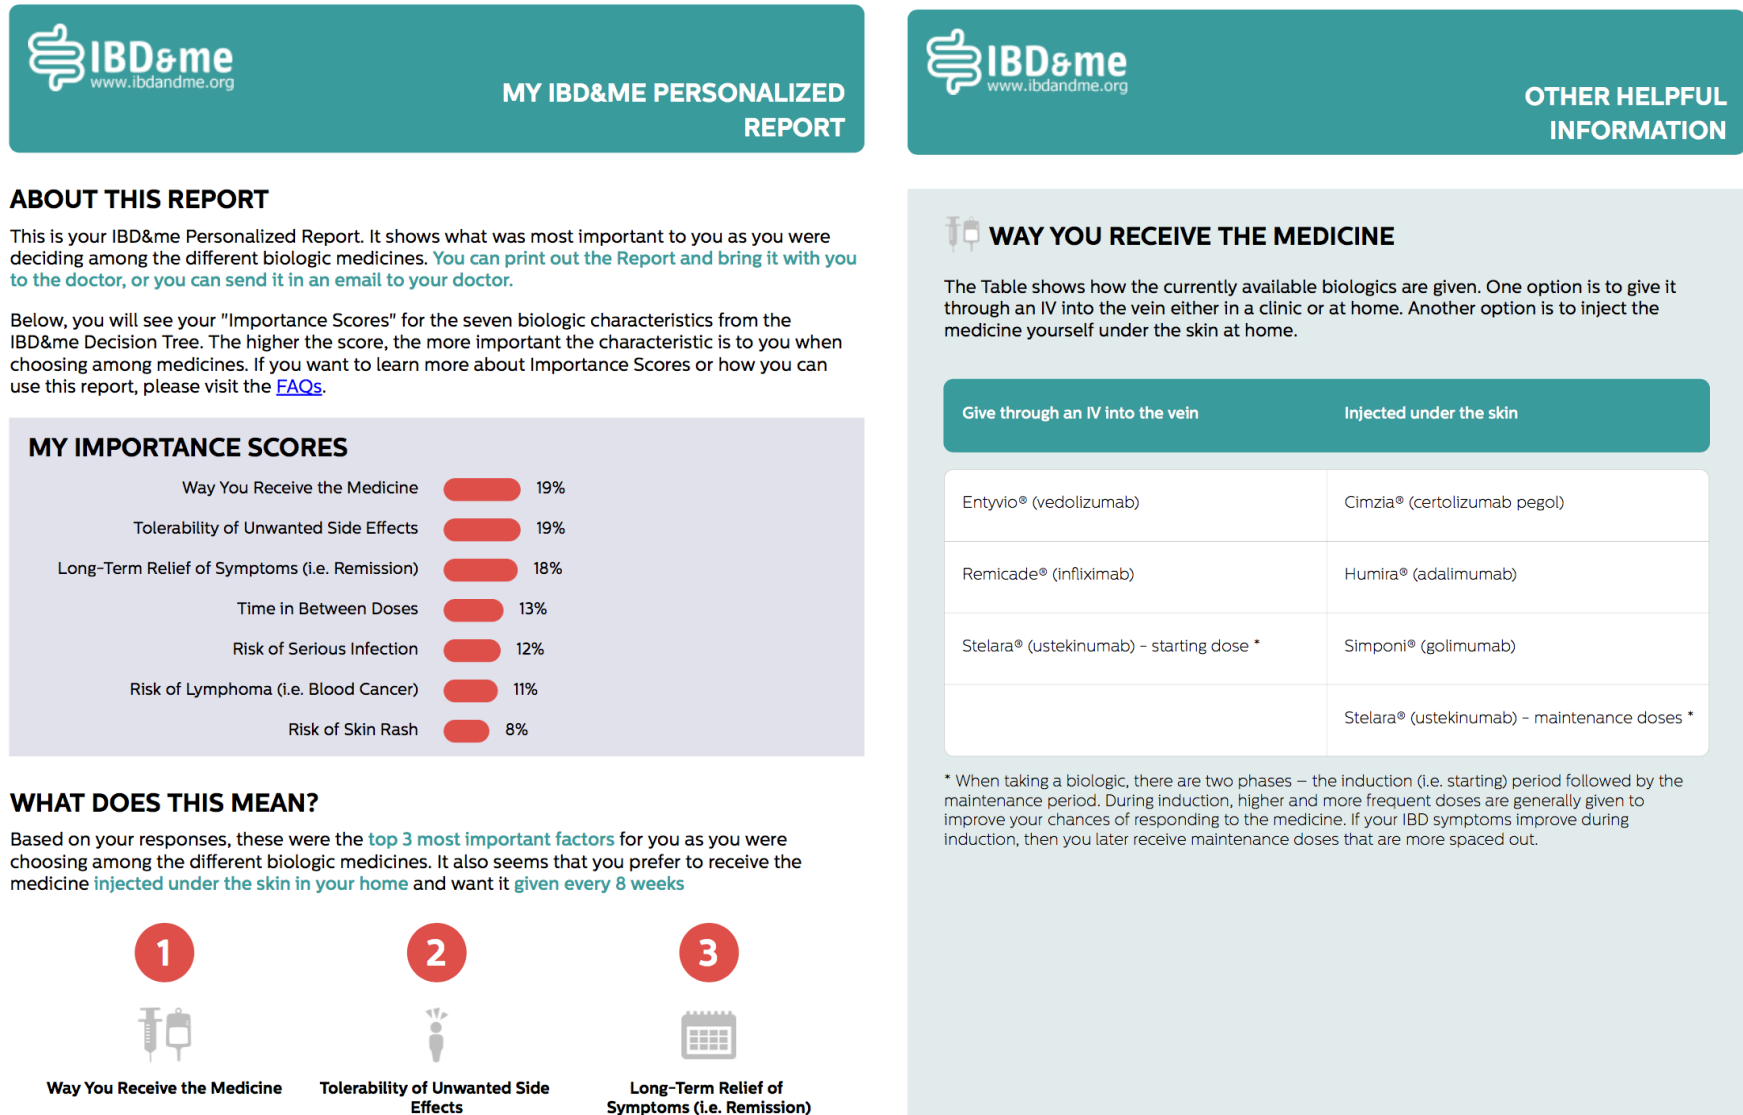 IBD&me
www.ibdandme.org
MY IBD&ME PERSONALIZED
REPORT
ABOUT THIS REPORT
This is your IBD&me Personalized Report. It shows what was most important to you as you were
deciding among the different biologic medicines. You can print out the Report and bring it with you
to the doctor, or you can send it in an email to your doctor.
Below, you will see your "Importance Scores" for the seven biologic characteristics from the
IBD&me Decision Tree. The higher the score, the more important the characteristic is to you when
choosing among medicines. If you want to learn more about Importance Scores or how you can
use this report, please visit the FAQs.
MY IMPORTANCE SCORES
Way You Receive the Medicine 19%
Tolerability of Unwanted Side Effects 19%
Long-Term Relief of Symptoms (i.e. Remission) 18%
Time in Between Doses 13%
Risk of Serious Infection 12%
Risk of Lymphoma (i.e. Blood Cancer) 11%
Risk of Skin Rash 8%
WHAT DOES THIS MEAN?
Based on your responses, these were the top 3 most important factors for you as you were
choosing among the different biologic medicines. It also seems that you prefer to receive the
medicine injected under the skin in your home and want it given every 8 weeks
1 2 3
Way You Receive the Medicine Tolerability of Unwanted Side Long-Term Relief of
Effects Symptoms (i.e. Remission)
IBD&me
www.ibdandme.org
OTHER HELPFUL
INFORMATION
WAY YOU RECEIVE THE MEDICINE
The Table shows how the currently available biologics are given. One option is to give it
through an IV into the vein either in a clinic or at home. Another option is to inject the
medicine yourself under the skin at home.
Give through an IV into the vein Injected under the skin
Entyvio® (vedolizumab) Cimzia® (certolizumab pegol)
Remicade® (infliximab) Humira® (adalimumab)
Stelara® (ustekinumab) - starting dose * Simponi® (golimumab)
Stelara® (ustekinumab) - maintenance doses *
* When taking a biologic, there are two phases – the induction (i.e. starting) period followed by the
maintenance period. During induction, higher and more frequent doses are generally given to
improve your chances of responding to the medicine. If your IBD symptoms improve during
induction, then you later receive maintenance doses that are more spaced out.